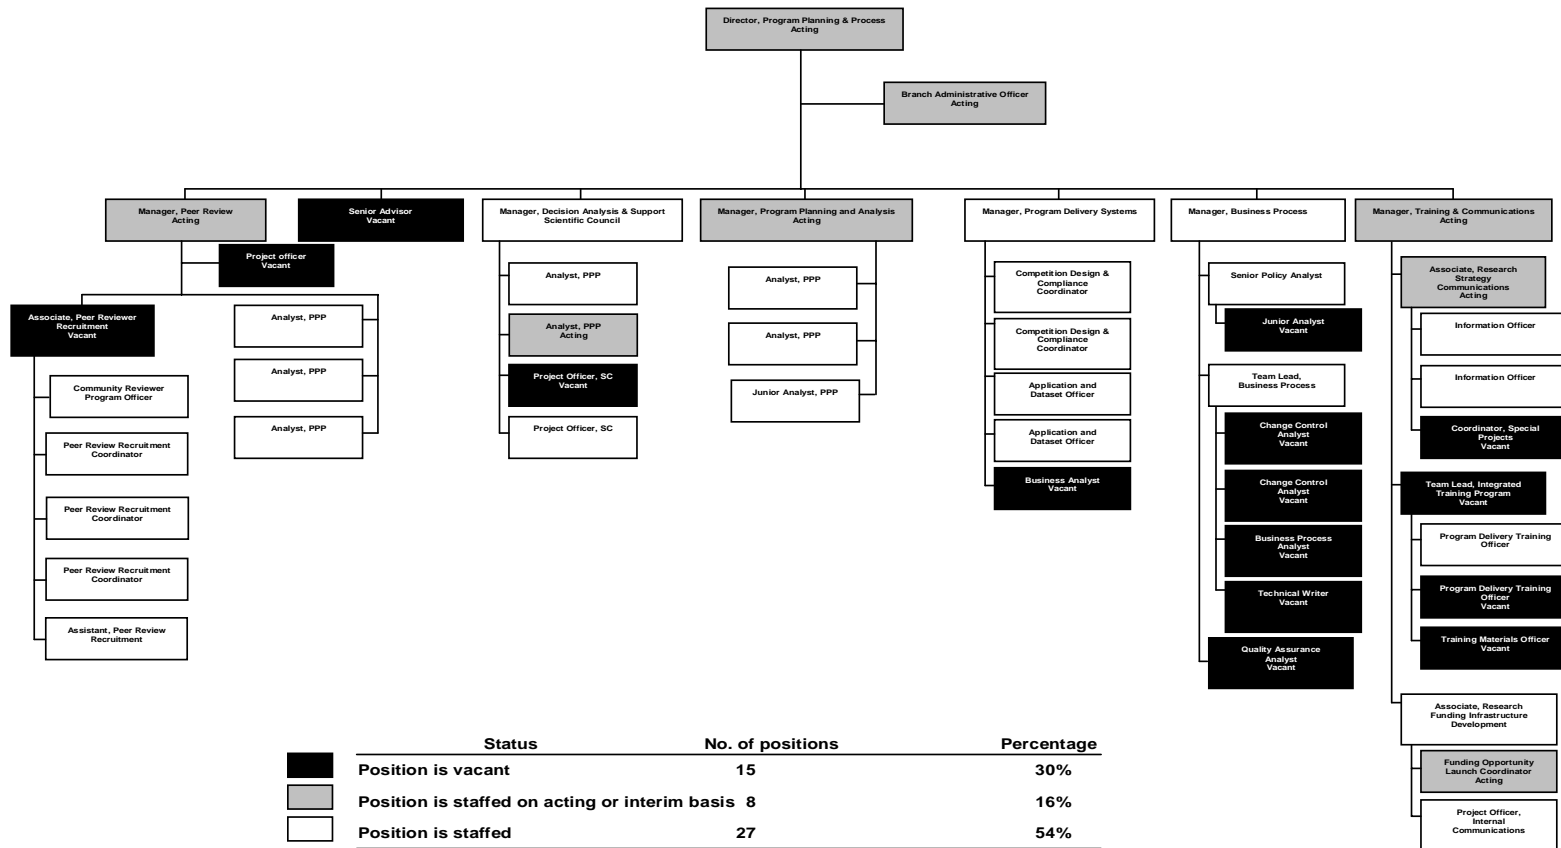 Director, Program Planning & Process
Acting
Branch Administrative Officer
Acting
Manager, Peer Review
Acting
Senior Advisor
Vacant
Manager, Decision Analysis & Support
Scientific Council
Manager, Program Planning and Analysis
Acting
Manager, Program Delivery Systems
Manager, Business Process
Manager, Training & Communications
Acting
Project officer
Vacant
Associate, Peer Reviewer
Recruitment
Vacant
Community Reviewer
Program Officer
Peer Review Recruitment
Coordinator
Peer Review Recruitment
Coordinator
Peer Review Recruitment
Coordinator
Assistant, Peer Review
Recruitment
Analyst, PPP
Analyst, PPP
Analyst, PPP
Analyst, PPP
Analyst, PPP
Acting
Project Officer, SC
Vacant
Project Officer, SC
Analyst, PPP
Analyst, PPP
Junior Analyst, PPP
Competition Design &
Compliance
Coordinator
Competition Design &
Compliance
Coordinator
Application and
Dataset Officer
Application and
Dataset Officer
Business Analyst
Vacant
Senior Policy Analyst
Junior Analyst
Vacant
Team Lead,
Business Process
Change Control
Analyst
Vacant
Change Control
Analyst
Vacant
Business Process
Analyst
Vacant
Technical Writer
Vacant
Quality Assurance
Analyst
Vacant
Associate, Research
Strategy
Communications
Acting
Information Officer
Information Officer
Coordinator, Special
Projects
Vacant
Team Lead, Integrated
Training Program
Vacant
Program Delivery Training
Officer
Program Delivery Training
Officer
Vacant
Training Materials Officer
Vacant
Associate, Research
Funding Infrastructure
Development
Funding Opportunity
Launch Coordinator
Acting
Project Officer,
Internal
Communications
Status No. of positions Percentage
Position is vacant 15 30%
Position is staffed on acting or interim basis 8 16%
Position is staffed 27 54%